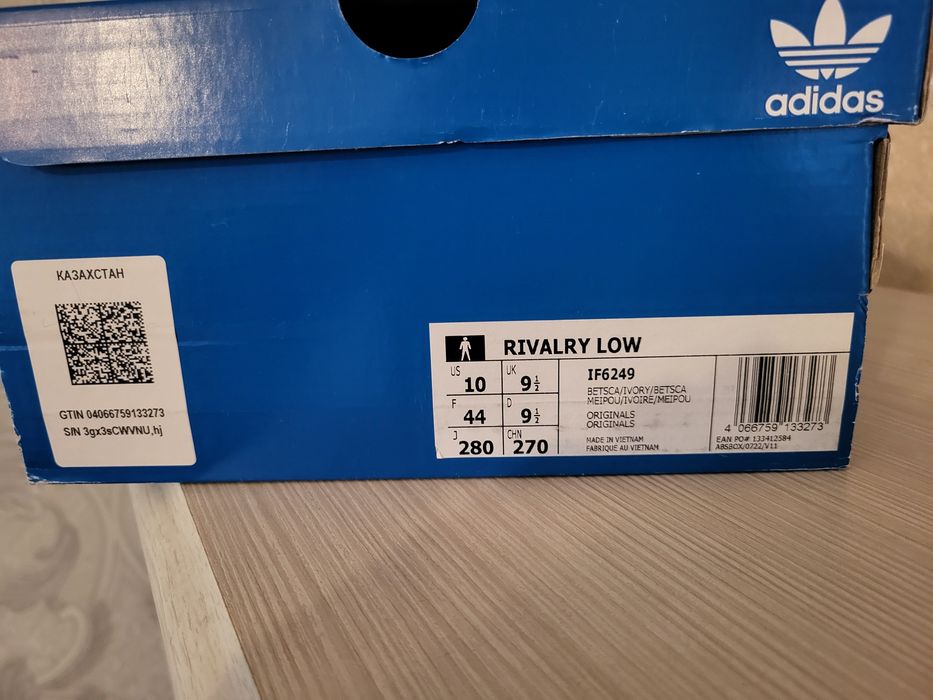 adidas
КАЗАХСТАН
GTIN 04066759133273
S/N 3gx3sCWVNU,hj
RIVALRY LOW
US 10 UK 9½
F 44 D 9½
J 280 CHN 270
IF6249
BETSCA/IVORY/BETSCA
MEIPOU/IVOIRE/MEIPOU
ORIGINALS
ORIGINALS
MADE IN VIETNAM
FABRIQUE AU VIETNAM
4 066759 133273
EAN PO# 133412584
ABSBOX/0722/V11